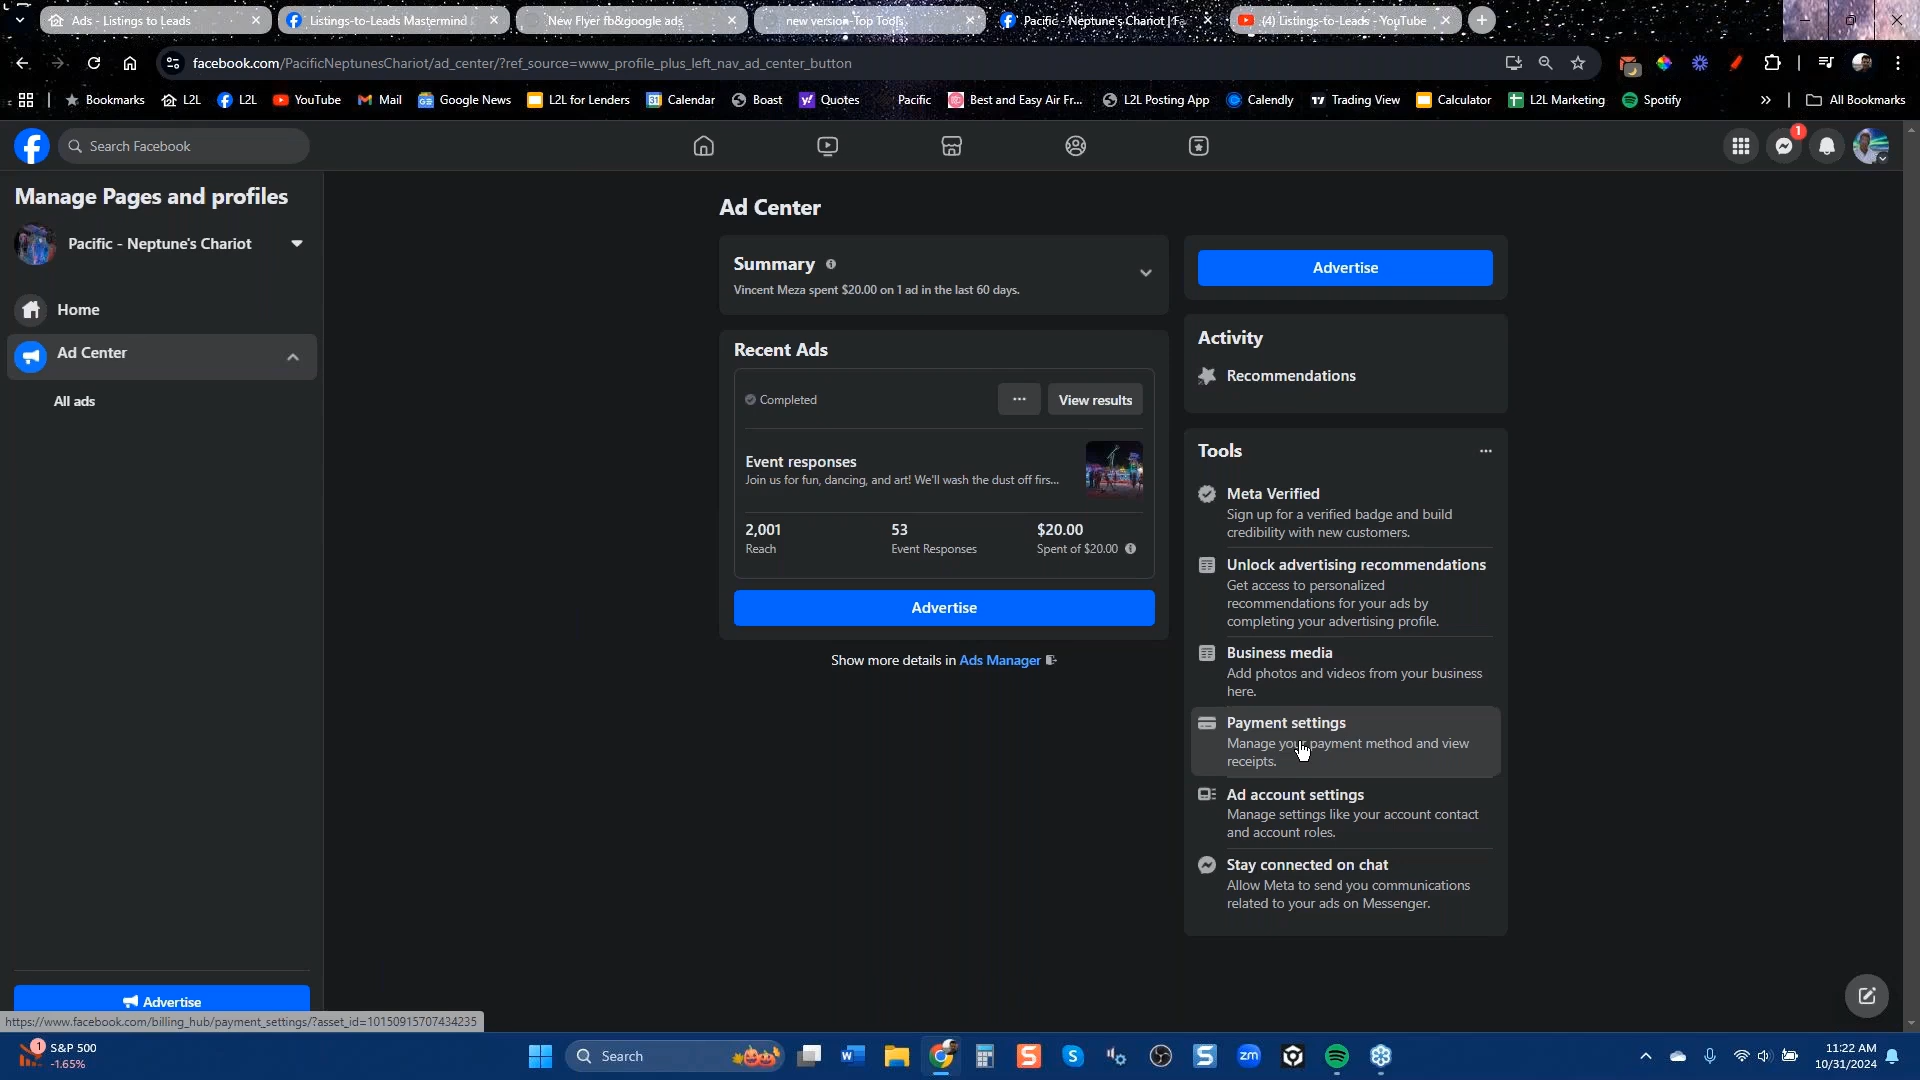 Ads - Listings to Leads
Listings-to-Leads Mastermind
New Flyer fb&google ads
new version-Top Tools
Pacific - Neptune's Chariot | Fa
(4) Listings-to-Leads - YouTube
facebook.com/PacificNeptunesChariot/ad_center/?ref_source=www_profile_plus_left_nav_ad_center_button
Bookmarks
L2L
L2L
YouTube
Mail
Google News
L2L for Lenders
Calendar
Boast
Quotes
Pacific
Best and Easy Air Fr...
L2L Posting App
Calendly
Trading View
Calculator
L2L Marketing
Spotify
All Bookmarks
Search Facebook
1
Manage Pages and profiles
Pacific - Neptune's Chariot
Home
Ad Center
All ads
Advertise
https://www.facebook.com/billing_hub/payment_settings/?asset_id=10150915707434235
Ad Center
Summary
Vincent Meza spent $20.00 on 1 ad in the last 60 days.
Recent Ads
Completed
... View results
Event responses
Join us for fun, dancing, and art! We'll wash the dust off firs...
2,001 53 $20.00
Reach Event Responses Spent of $20.00
Advertise
Show more details in Ads Manager
Advertise
Activity
Recommendations
Tools
Meta Verified
Sign up for a verified badge and build
credibility with new customers.
Unlock advertising recommendations
Get access to personalized
recommendations for your ads by
completing your advertising profile.
Business media
Add photos and videos from your business
here.
Payment settings
Manage your payment method and view
receipts.
Ad account settings
Manage settings like your account contact
and account roles.
Stay connected on chat
Allow Meta to send you communications
related to your ads on Messenger.
1
S&P 500
-1.65%
Search
zm
11:22 AM
10/31/2024